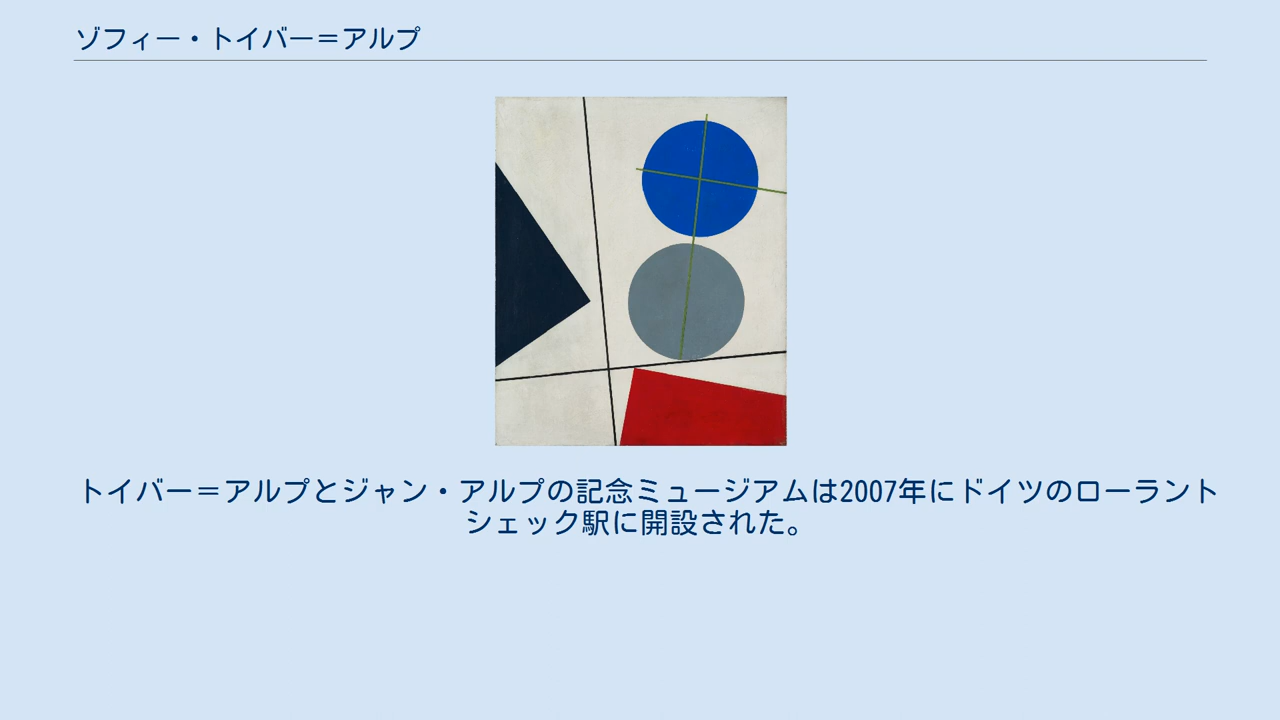 ゾフィー・トイバー＝アルプ
トイバー＝アルプとジャン・アルプの記念ミュージアムは2007年にドイツのローラント
シェック駅に開設された。